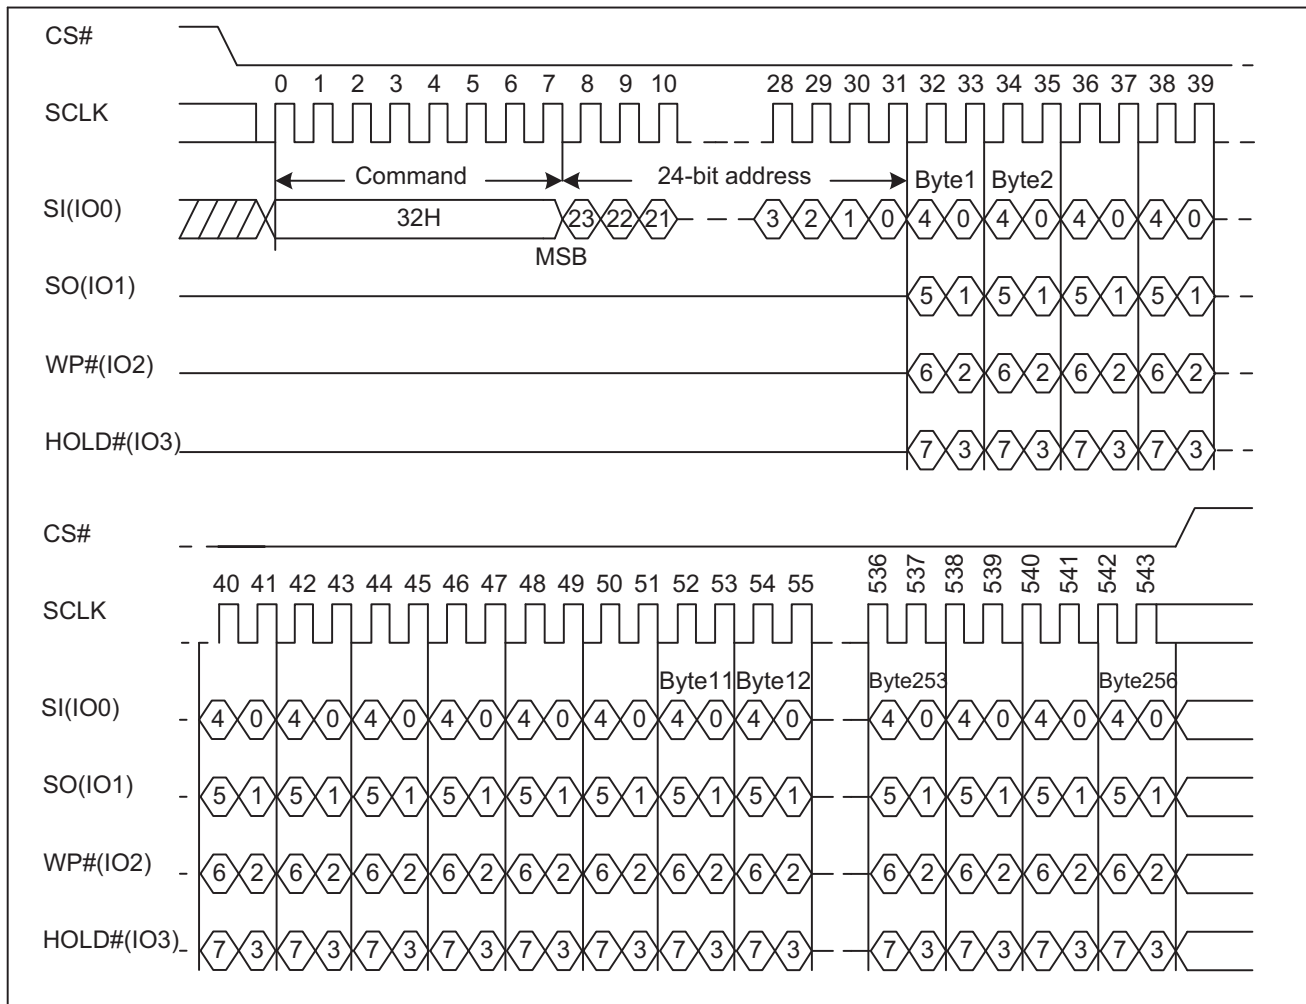 CS#
0 1 2 3 4 5 6 7 8 9 10 28 29 30 31 32 33 34 35 36 37 38 39
SCLK
Command 24-bit address Byte1 Byte2
SI(IO0) 32H 23 22 21 3 2 1 0 4 0 4 0 4 0 4 0
MSB
SO(IO1) 5 1 5 1 5 1 5 1
WP#(IO2) 6 2 6 2 6 2 6 2
HOLD#(IO3) 7 3 7 3 7 3 7 3
CS#
40 41 42 43 44 45 46 47 48 49 50 51 52 53 54 55 536 537 538 539 540 541 542 543
SCLK
Byte11 Byte12 Byte253 Byte256
SI(IO0) 4 0 4 0 4 0 4 0 4 0 4 0 4 0 4 0 4 0 4 0 4 0 4 0
SO(IO1) 5 1 5 1 5 1 5 1 5 1 5 1 5 1 5 1 5 1 5 1 5 1 5 1
WP#(IO2) 6 2 6 2 6 2 6 2 6 2 6 2 6 2 6 2 6 2 6 2 6 2 6 2
HOLD#(IO3) 7 3 7 3 7 3 7 3 7 3 7 3 7 3 7 3 7 3 7 3 7 3 7 3